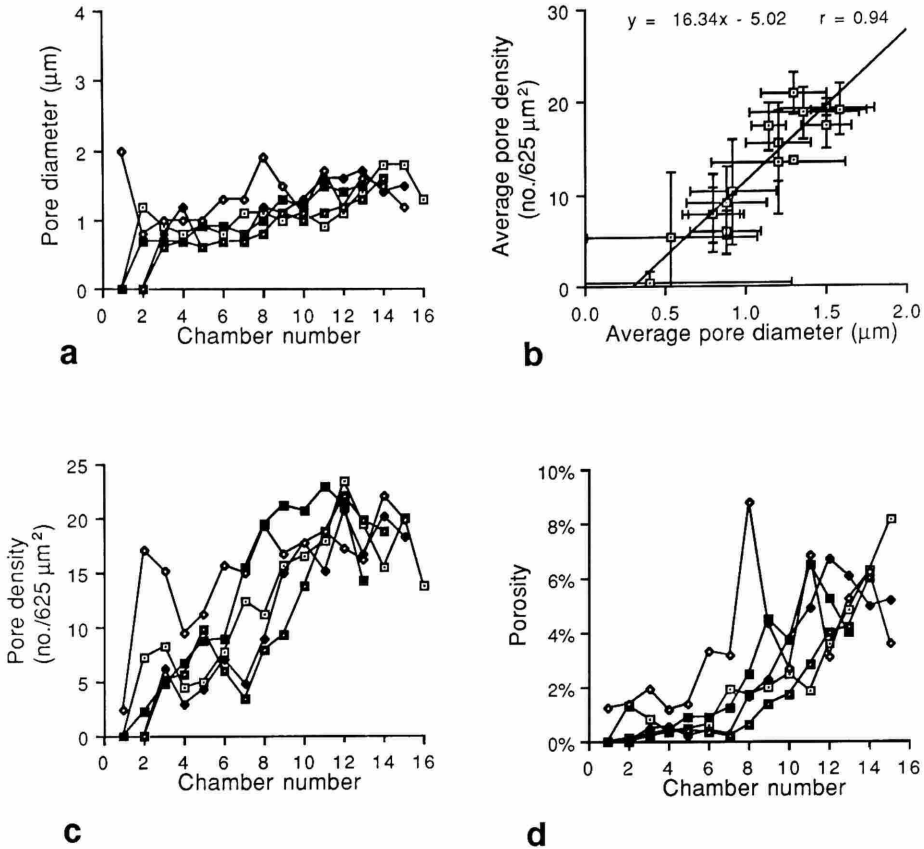 4
3
2
1
0
Pore diameter (µm)
0 2 4 6 8 10 12 14 16
Chamber number
a
y = 16.34x - 5.02 r = 0.94
30
20
10
0
Average pore density
(no./625 µm²)
0.0 0.5 1.0 1.5 2.0
Average pore diameter (µm)
b
25
20
15
10
5
0
Pore density
(no./625 µm²)
0 2 4 6 8 10 12 14 16
Chamber number
c
10%
8%
6%
4%
2%
0%
Porosity
0 2 4 6 8 10 12 14 16
Chamber number
d